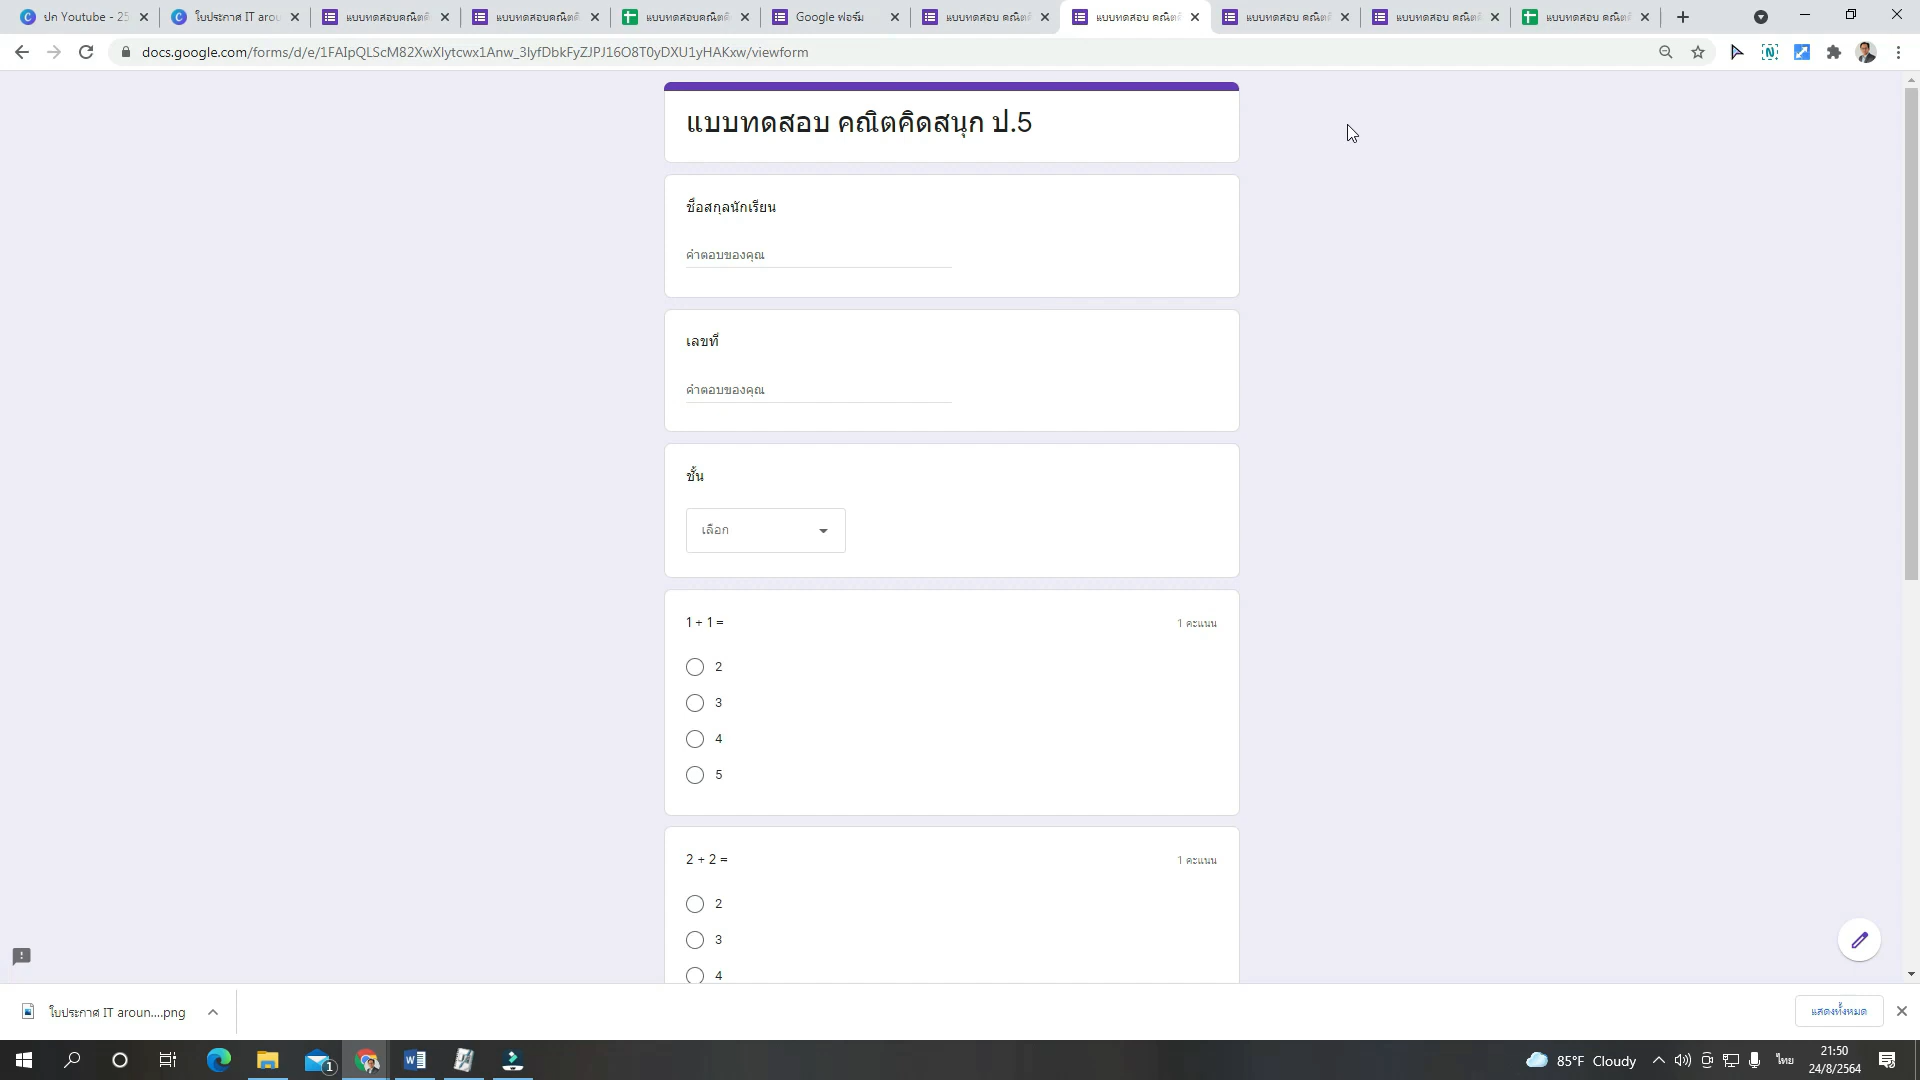 ปก Youtube - 25
ใบประกาศ IT arou
แบบทดสอบคณิต
แบบทดสอบคณิต
แบบทดสอบคณิต
Google ฟอร์ม
แบบทดสอบ คณิต
แบบทดสอบ คณิต
แบบทดสอบ คณิต
แบบทดสอบ คณิต
แบบทดสอบ คณิต
docs.google.com/forms/d/e/1FAIpQLScM82XwXlytcwx1Anw_3lyfDbkFyZJPJ16O8T0yDXU1yHAKxw/viewform
แบบทดสอบ คณิตคิดสนุก ป.5
ชื่อสกุลนักเรียน
คำตอบของคุณ
เลขที่
คำตอบของคุณ
ชั้น
เลือก
1 + 1 =
1 คะแนน
2
3
4
5
2 + 2 =
1 คะแนน
2
3
4
ใบประกาศ IT aroun....png
แสดงทั้งหมด
1
85°F Cloudy
ไทย
21:50
24/8/2564